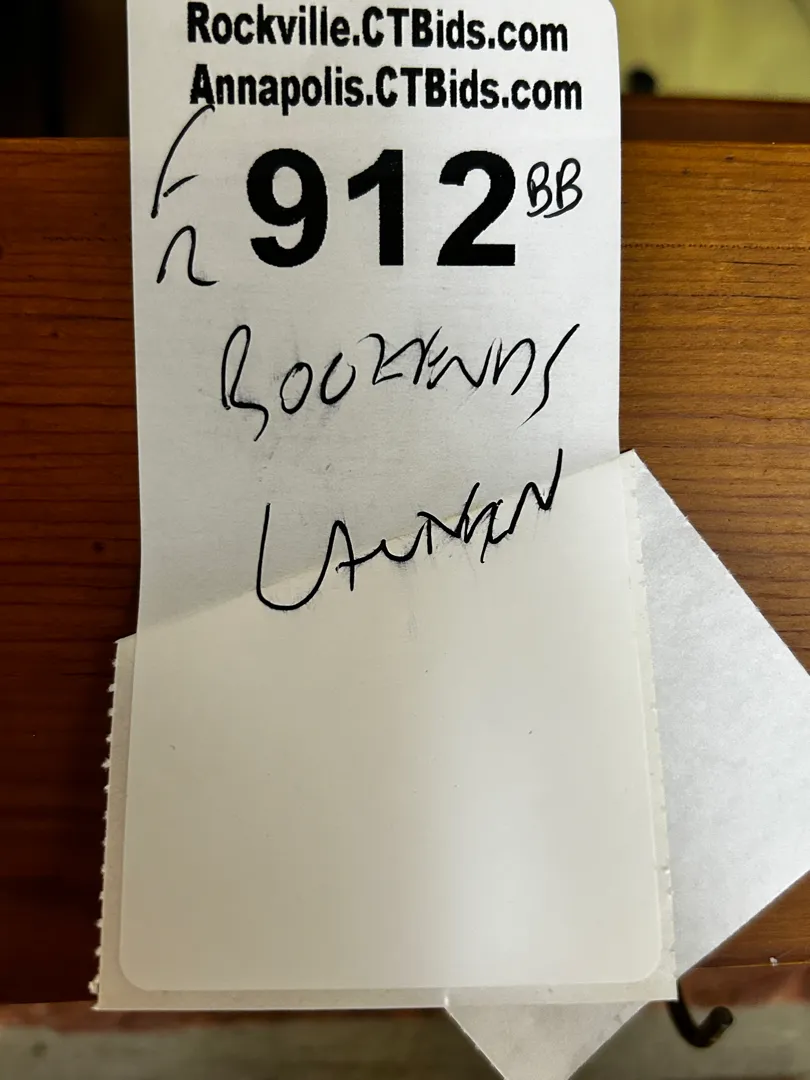 Rockville.CTBids.com
Annapolis.CTBids.com
912 BB
BOOKENDS